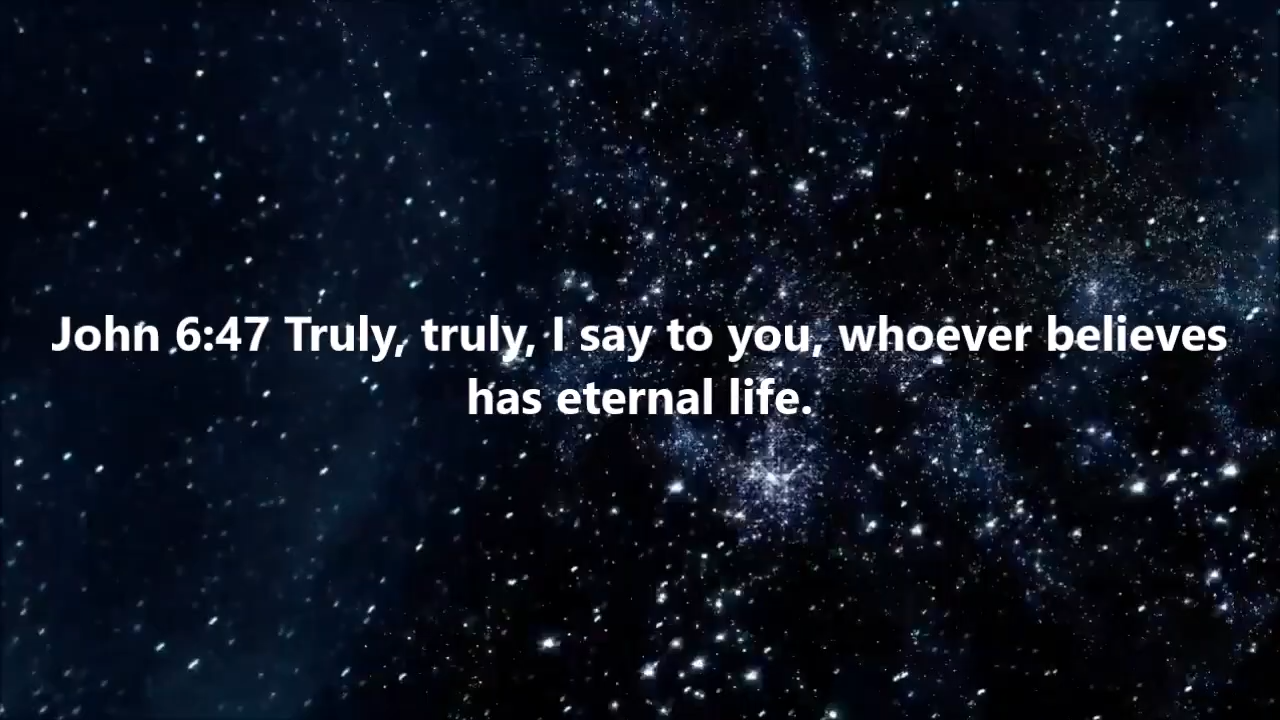 John 6:47 Truly, truly, I say to you, whoever believes
has eternal life.